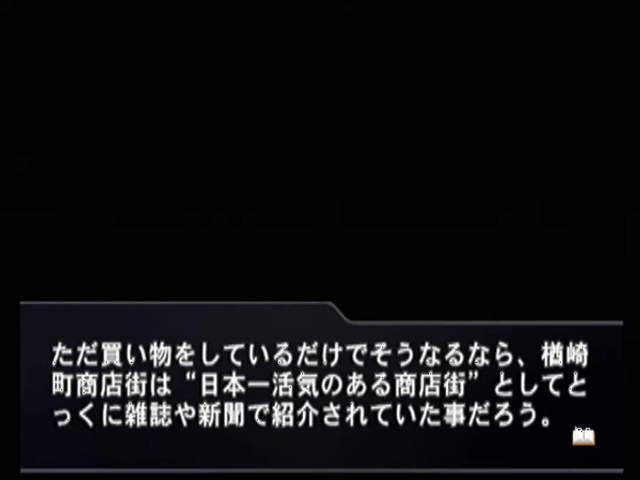 ただ買い物をしているだけでそうなるなら、楢崎
町商店街は“日本一活気のある商店街”としてと
っくに雑誌や新聞で紹介されていた事だろう。